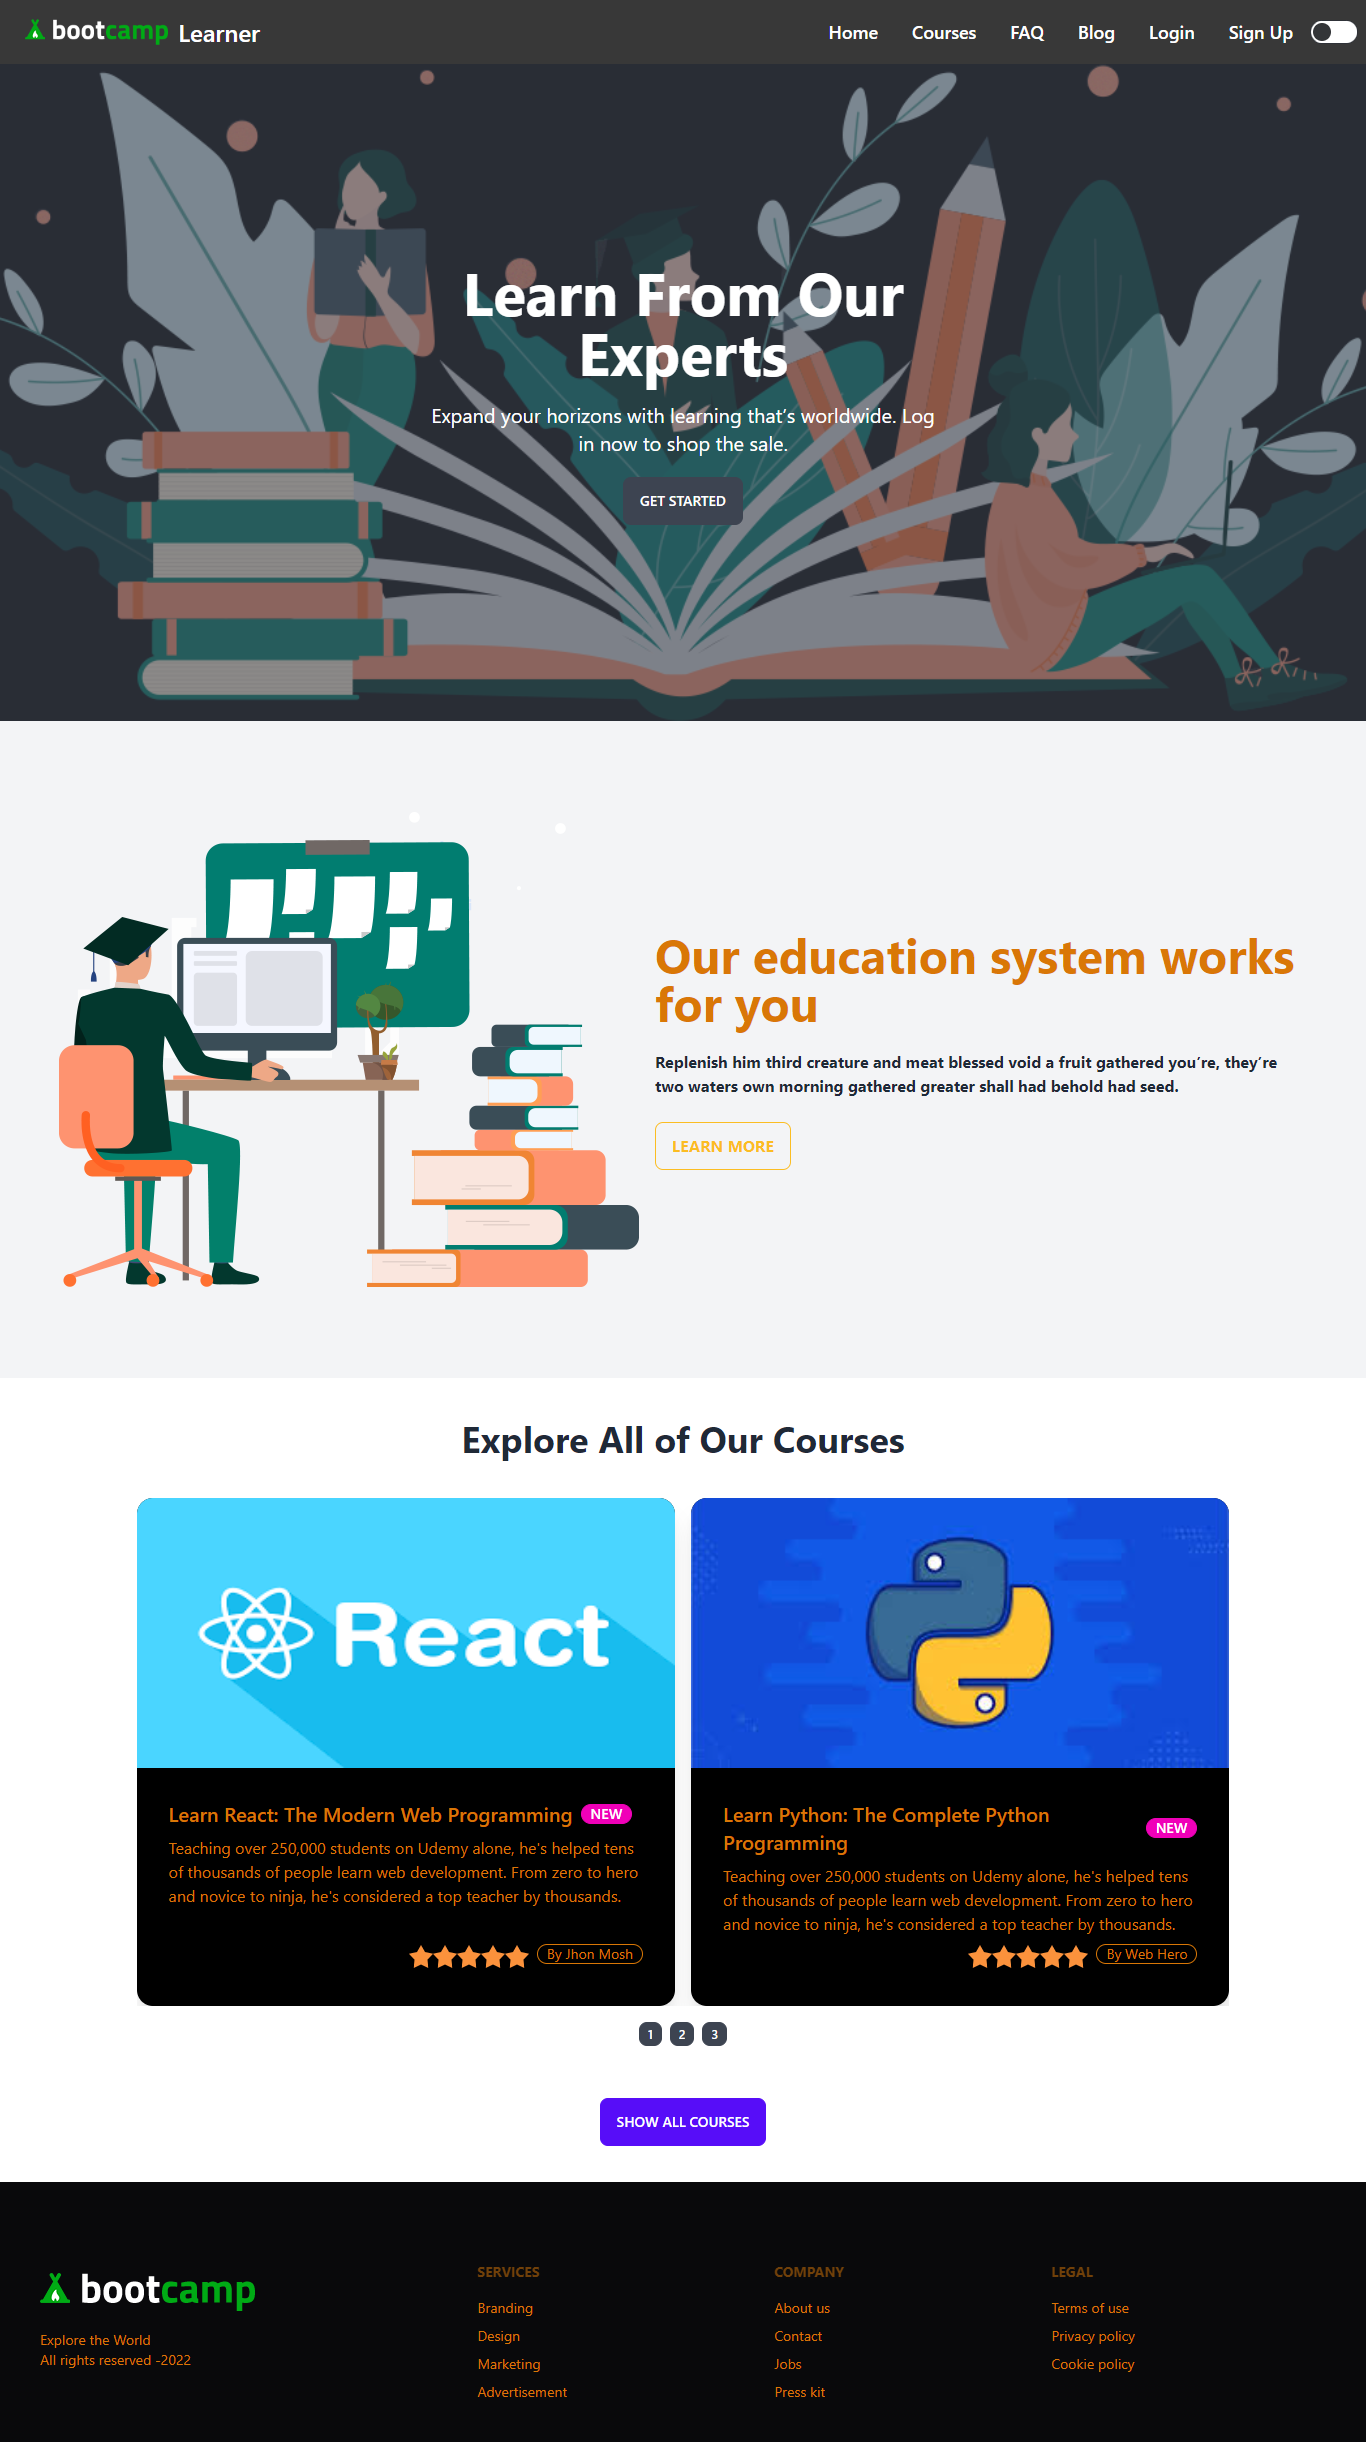 bootcamp Learner
Home Courses FAQ Blog Login Sign Up
Learn From Our
Experts
Expand your horizons with learning that’s worldwide. Log
in now to shop the sale.
GET STARTED
Our education system works
for you
Replenish him third creature and meat blessed void a fruit gathered you’re, they’re
two waters own morning gathered greater shall had behold had seed.
LEARN MORE
Explore All of Our Courses
React
Learn React: The Modern Web Programming NEW
Teaching over 250,000 students on Udemy alone, he's helped tens
of thousands of people learn web development. From zero to hero
and novice to ninja, he's considered a top teacher by thousands.
By Jhon Mosh
Learn Python: The Complete Python
Programming
NEW
Teaching over 250,000 students on Udemy alone, he's helped tens
of thousands of people learn web development. From zero to hero
and novice to ninja, he's considered a top teacher by thousands.
By Web Hero
1 2 3
SHOW ALL COURSES
bootcamp
Explore the World
All rights reserved -2022
SERVICES
Branding
Design
Marketing
Advertisement
COMPANY
About us
Contact
Jobs
Press kit
LEGAL
Terms of use
Privacy policy
Cookie policy